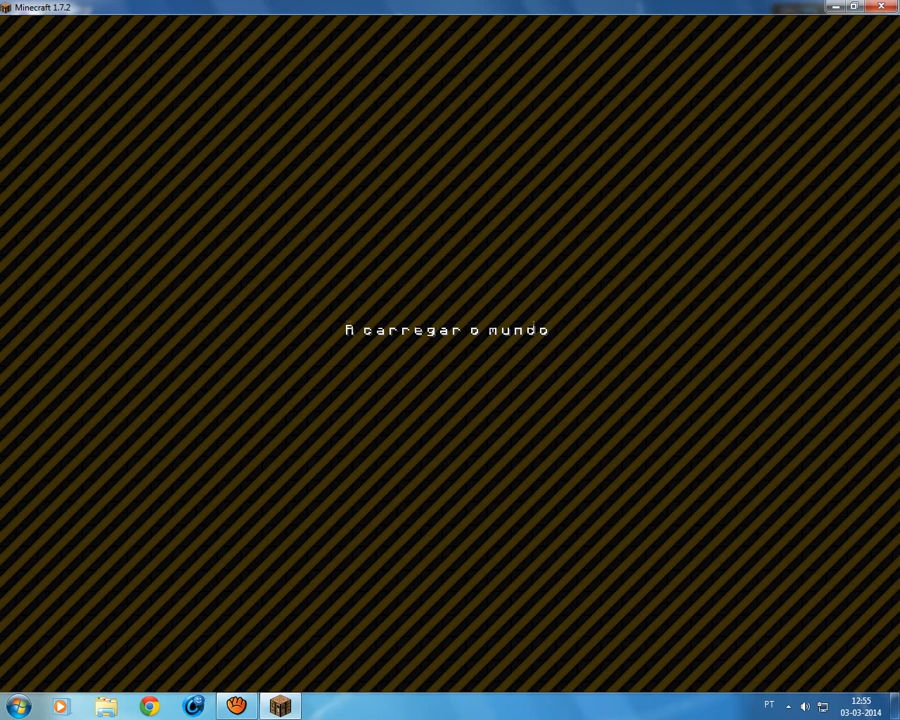 Minecraft 1.7.2
A carregar o mundo
PT
12:55
03-03-2014